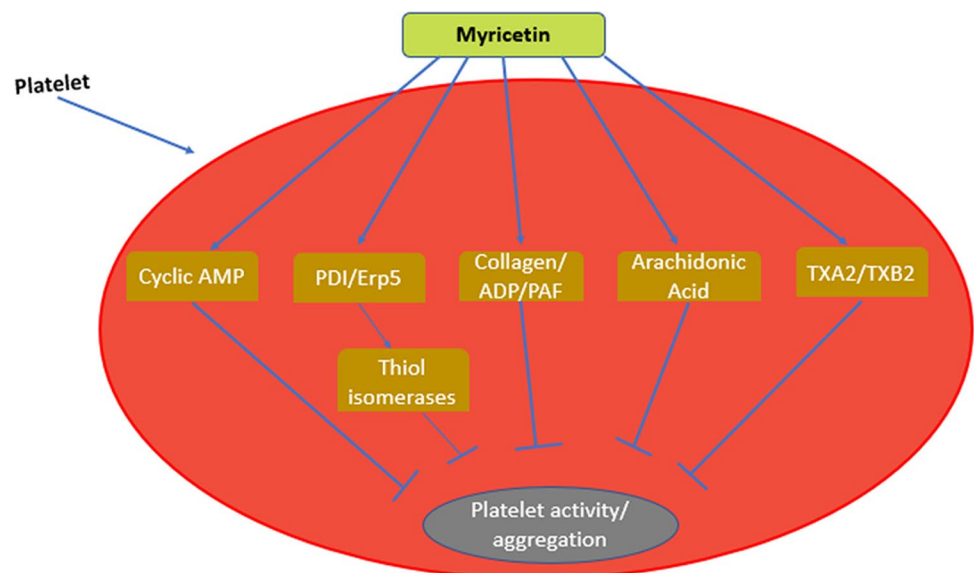 Myricetin
Platelet
Cyclic AMP
PDI/Erp5
Collagen/
ADP/PAF
Arachidonic
Acid
TXA2/TXB2
Thiol
isomerases
Platelet activity/
aggregation